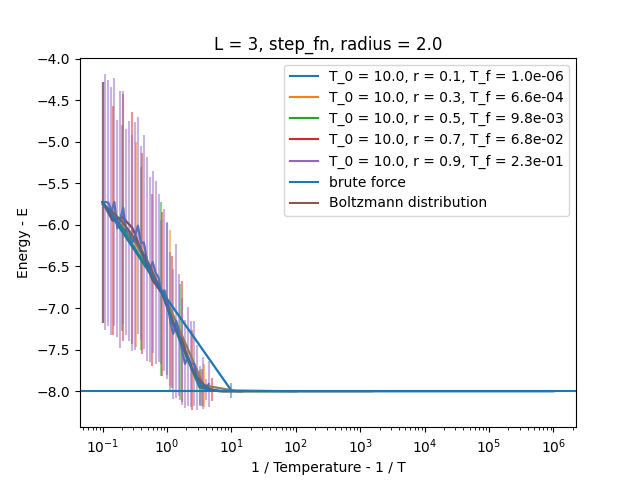 L = 3, step_fn, radius = 2.0
T_0 = 10.0, r = 0.1, T_f = 1.0e-06
T_0 = 10.0, r = 0.3, T_f = 6.6e-04
T_0 = 10.0, r = 0.5, T_f = 9.8e-03
T_0 = 10.0, r = 0.7, T_f = 6.8e-02
T_0 = 10.0, r = 0.9, T_f = 2.3e-01
brute force
Boltzmann distribution
Energy - E
−4.0
−4.5
−5.0
−5.5
−6.0
−6.5
−7.0
−7.5
−8.0
10⁻¹ 10⁰ 10¹ 10² 10³ 10⁴ 10⁵ 10⁶
1 / Temperature - 1 / T